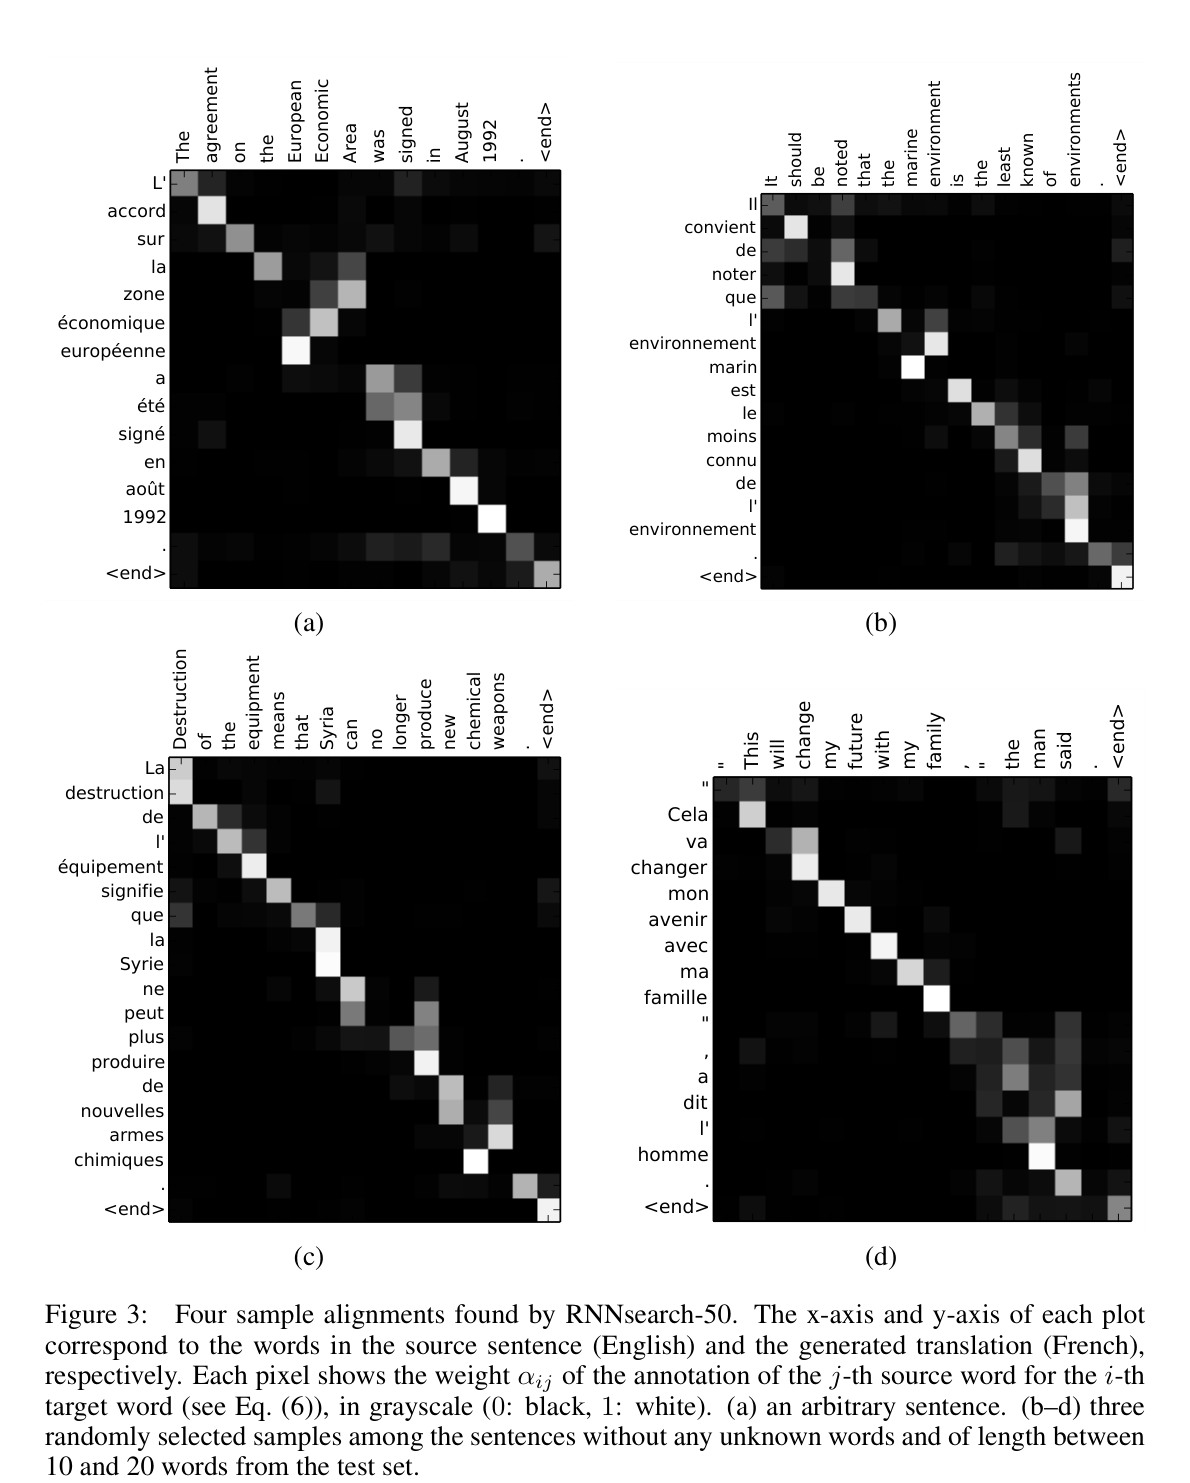 The
agreement
on
the
European
Economic
Area
was
signed
in
August
1992
.
<end>
L'
accord
sur
la
zone
économique
européenne
a
été
signé
en
août
1992
.
<end>
(a)
It
should
be
noted
that
the
marine
environment
is
the
least
known
of
environments
.
<end>
Il
convient
de
noter
que
l'
environnement
marin
est
le
moins
connu
de
l'
environnement
.
<end>
(b)
Destruction
of
the
equipment
means
that
Syria
can
no
longer
produce
new
chemical
weapons
.
<end>
La
destruction
de
l'
équipement
signifie
que
la
Syrie
ne
peut
plus
produire
de
nouvelles
armes
chimiques
.
<end>
(c)
"
This
will
change
my
future
with
my
family
,
"
the
man
said
.
<end>
"
Cela
va
changer
mon
avenir
avec
ma
famille
"
,
a
dit
l'
homme
.
<end>
(d)
Figure 3: Four sample alignments found by RNNsearch-50. The x-axis and y-axis of each plot
correspond to the words in the source sentence (English) and the generated translation (French),
respectively. Each pixel shows the weight αij of the annotation of the j-th source word for the i-th
target word (see Eq. (6)), in grayscale (0: black, 1: white). (a) an arbitrary sentence. (b–d) three
randomly selected samples among the sentences without any unknown words and of length between
10 and 20 words from the test set.